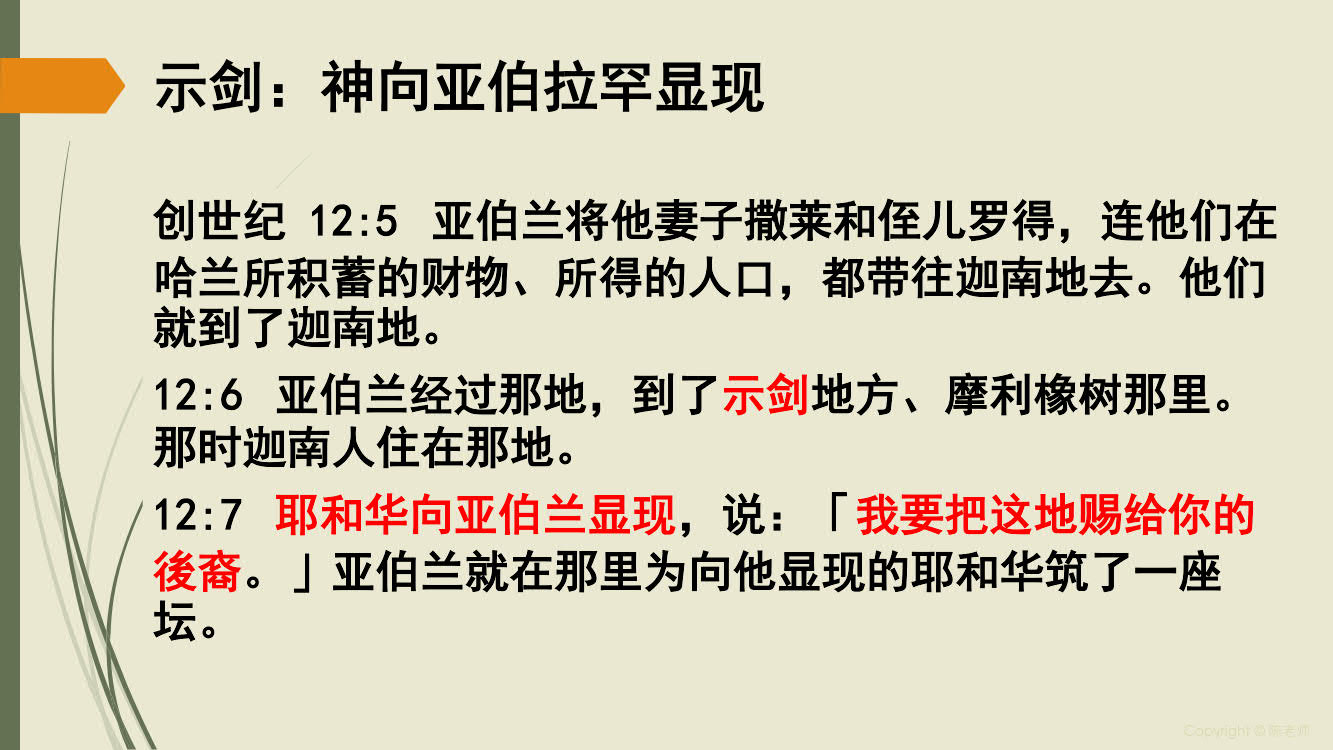 示剑：神向亚伯拉罕显现
创世纪 12:5 亚伯兰将他妻子撒莱和侄儿罗得，连他们在
哈兰所积蓄的财物、所得的人口，都带往迦南地去。他们
就到了迦南地。
12:6 亚伯兰经过那地，到了示剑地方、摩利橡树那里。
那时迦南人住在那地。
12:7 耶和华向亚伯兰显现，说：「我要把这地赐给你的
後裔。」亚伯兰就在那里为向他显现的耶和华筑了一座
坛。
Copyright @ 陈老师